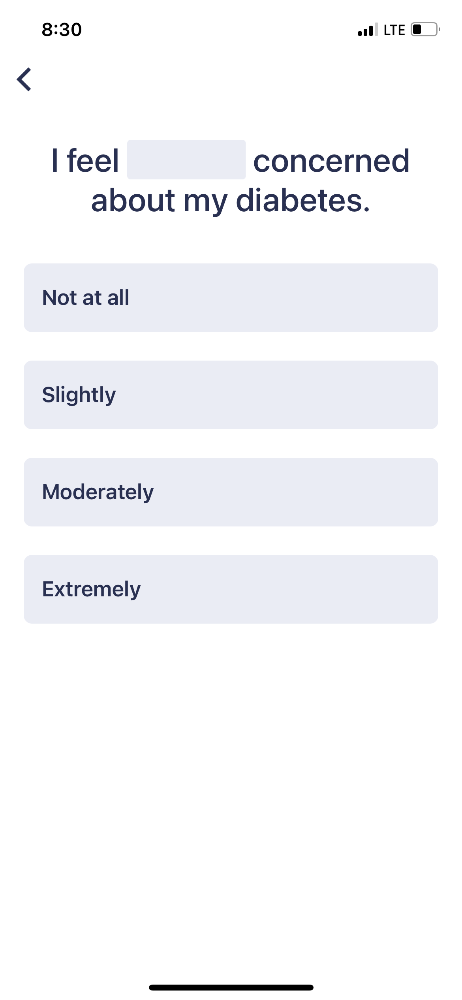 8:30 LTE
I feel concerned
about my diabetes.
Not at all
Slightly
Moderately
Extremely